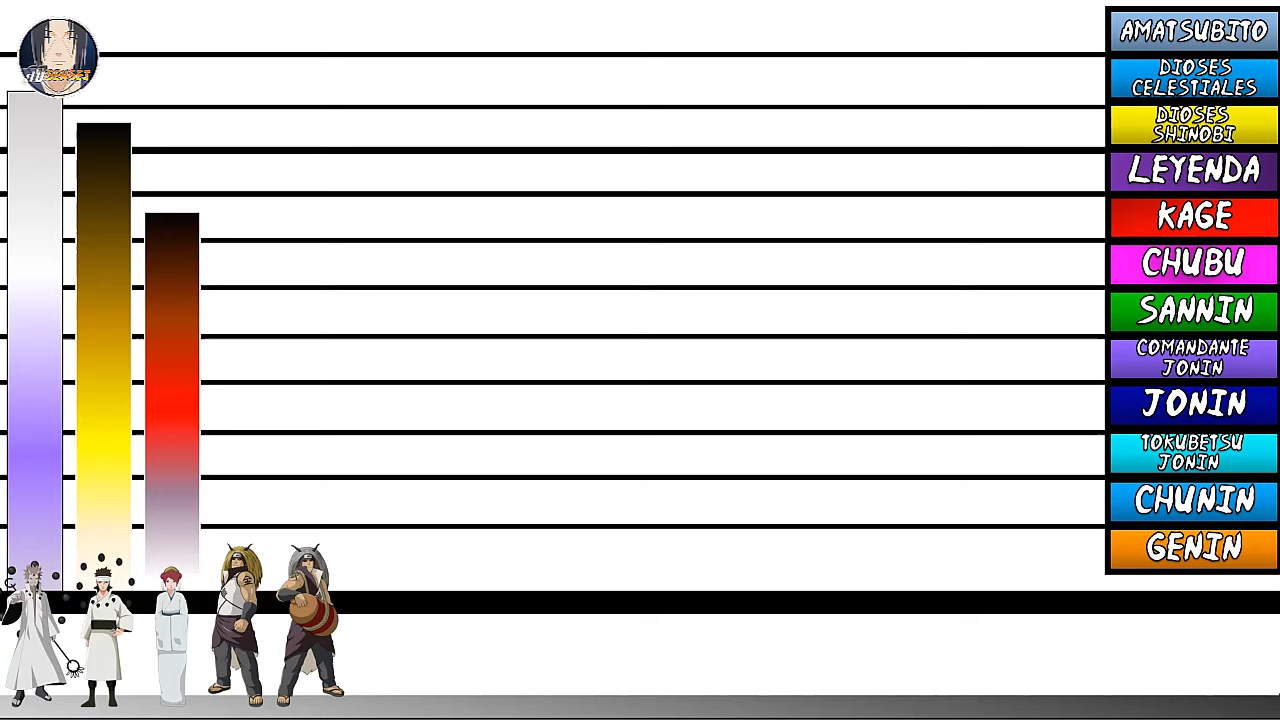 AMATSUBITO
DIOSES
CELESTIALES
DIOSES
SHINOBI
LEYENDA
KAGE
CHUBU
SANNIN
COMANDANTE
JONIN
JONIN
TOKUBETSU
JONIN
CHUNIN
GENIN